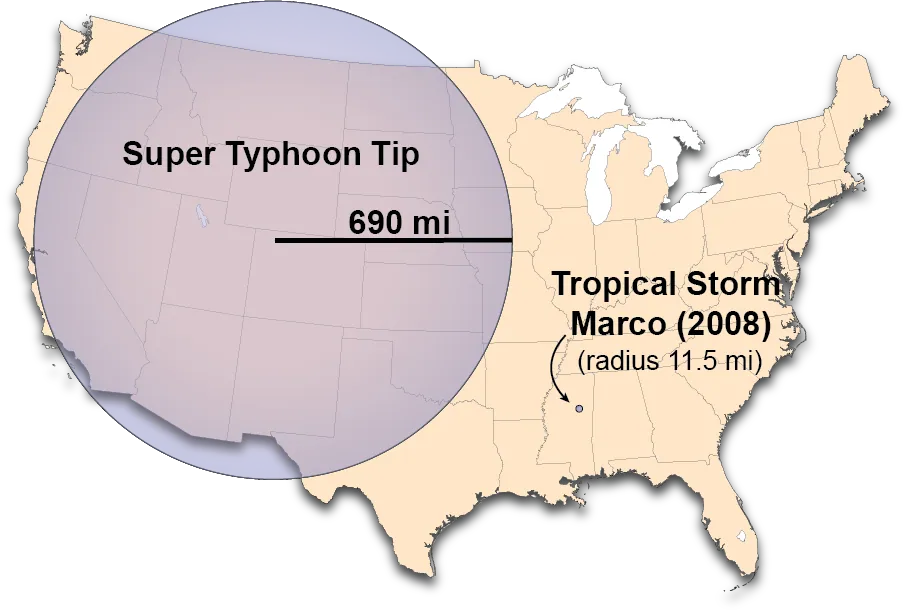 Super Typhoon Tip
690 mi
Tropical Storm
Marco (2008)
(radius 11.5 mi)